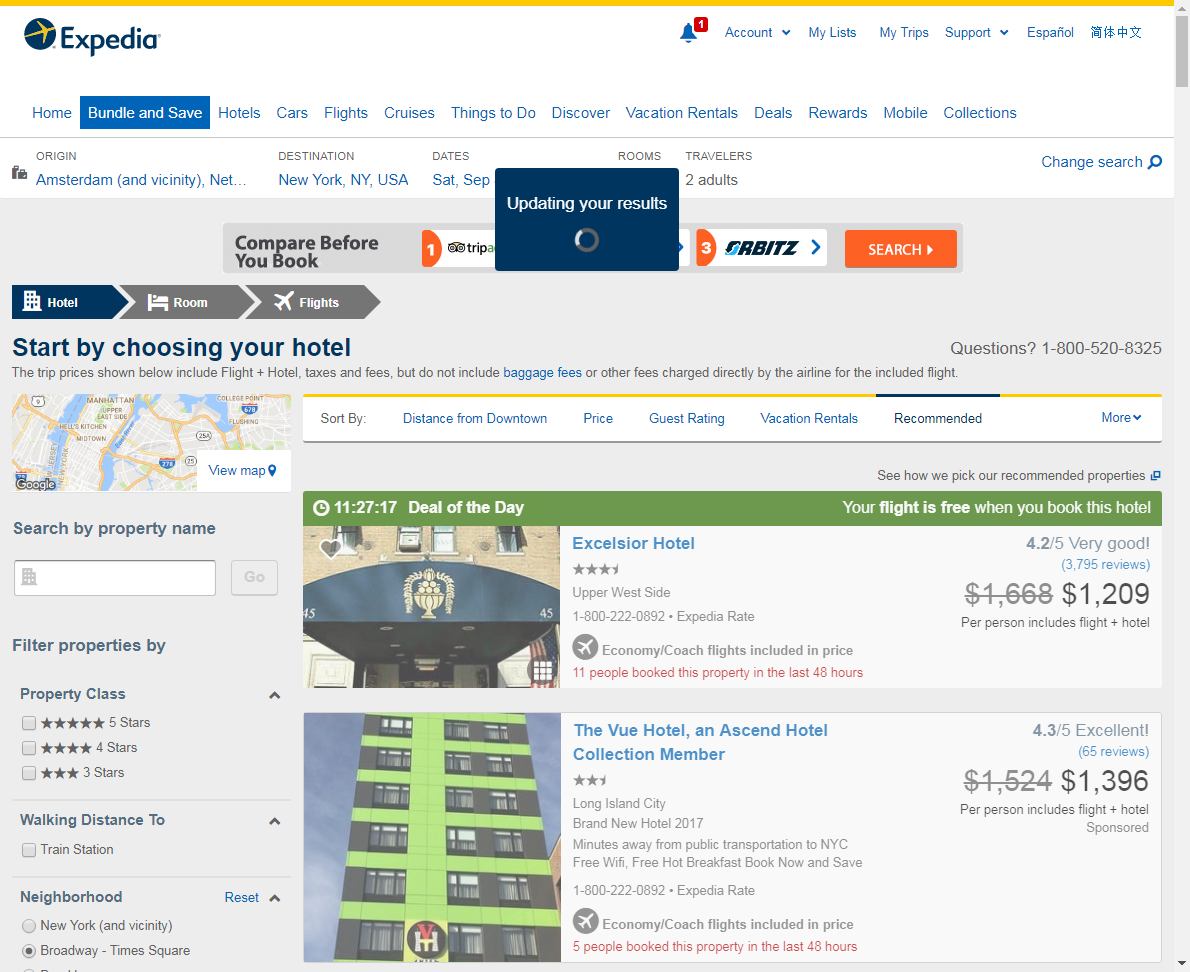 Expedia
1
Account
My Lists
My Trips
Support
Español
简体中文
Home
Bundle and Save
Hotels
Cars
Flights
Cruises
Things to Do
Discover
Vacation Rentals
Deals
Rewards
Mobile
Collections
ORIGIN
DESTINATION
DATES
ROOMS
TRAVELERS
Amsterdam (and vicinity), Net...
New York, NY, USA
Sat, Sep
2 adults
Change search
Updating your results
Compare Before
You Book
1
3
ORBITZ
SEARCH
Hotel
Room
Flights
Start by choosing your hotel
Questions? 1-800-520-8325
The trip prices shown below include Flight + Hotel, taxes and fees, but do not include baggage fees or other fees charged directly by the airline for the included flight.
MANHATTAN
UPPER
EAST SIDE
HELL'S KITCHEN
MIDTOWN
COLLEGE POINT
FLUSHING
9
678
25A
25
278
Google
View map
Sort By:
Distance from Downtown
Price
Guest Rating
Vacation Rentals
Recommended
More
See how we pick our recommended properties
Search by property name
Go
Filter properties by
Property Class
5 Stars
4 Stars
3 Stars
Walking Distance To
Train Station
Neighborhood
Reset
New York (and vicinity)
Broadway - Times Square
11:27:17 Deal of the Day
Your flight is free when you book this hotel
45
45
Excelsior Hotel
Upper West Side
1-800-222-0892 • Expedia Rate
Economy/Coach flights included in price
11 people booked this property in the last 48 hours
4.2/5 Very good!
(3,795 reviews)
$1,668 $1,209
Per person includes flight + hotel
The Vue Hotel, an Ascend Hotel
Collection Member
Long Island City
Brand New Hotel 2017
Minutes away from public transportation to NYC
Free Wifi, Free Hot Breakfast Book Now and Save
1-800-222-0892 • Expedia Rate
Economy/Coach flights included in price
5 people booked this property in the last 48 hours
4.3/5 Excellent!
(65 reviews)
$1,524 $1,396
Per person includes flight + hotel
Sponsored